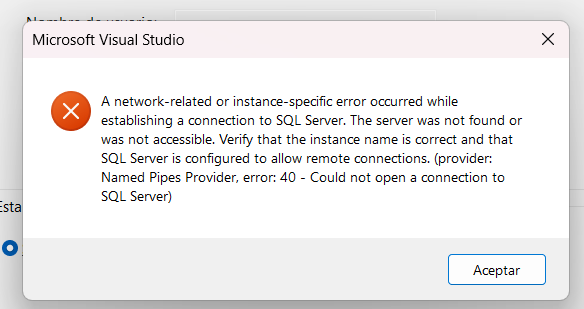 Nombre de usuario:
Microsoft Visual Studio
A network-related or instance-specific error occurred while
establishing a connection to SQL Server. The server was not found or
was not accessible. Verify that the instance name is correct and that
SQL Server is configured to allow remote connections. (provider:
Named Pipes Provider, error: 40 - Could not open a connection to
SQL Server)
Esta
Aceptar